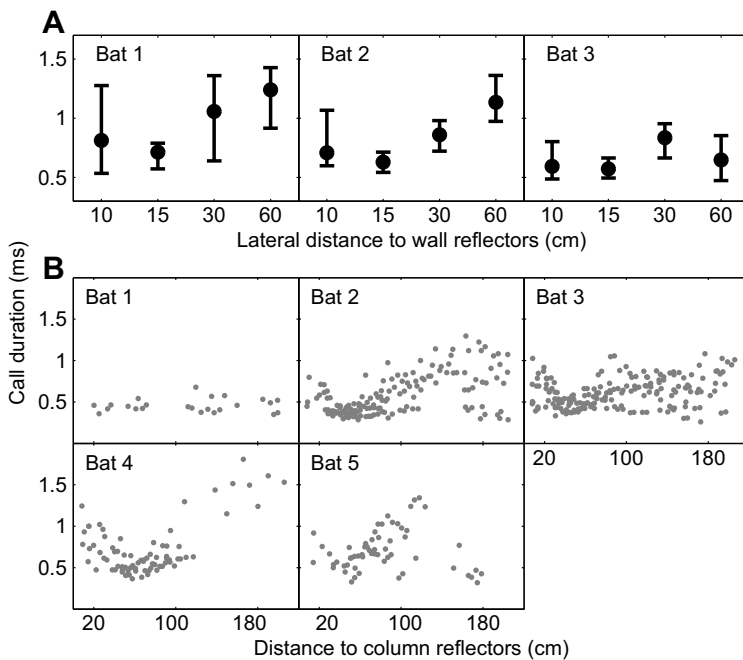 A
Bat 1
Bat 2
Bat 3
1.5
1
0.5
10 15 30 60 10 15 30 60 10 15 30 60
Lateral distance to wall reflectors (cm)
Call duration (ms)
B
Bat 1
Bat 2
Bat 3
1.5
1
0.5
20 100 180
Bat 4
Bat 5
1.5
1
0.5
20 100 180 20 100 180
Distance to column reflectors (cm)